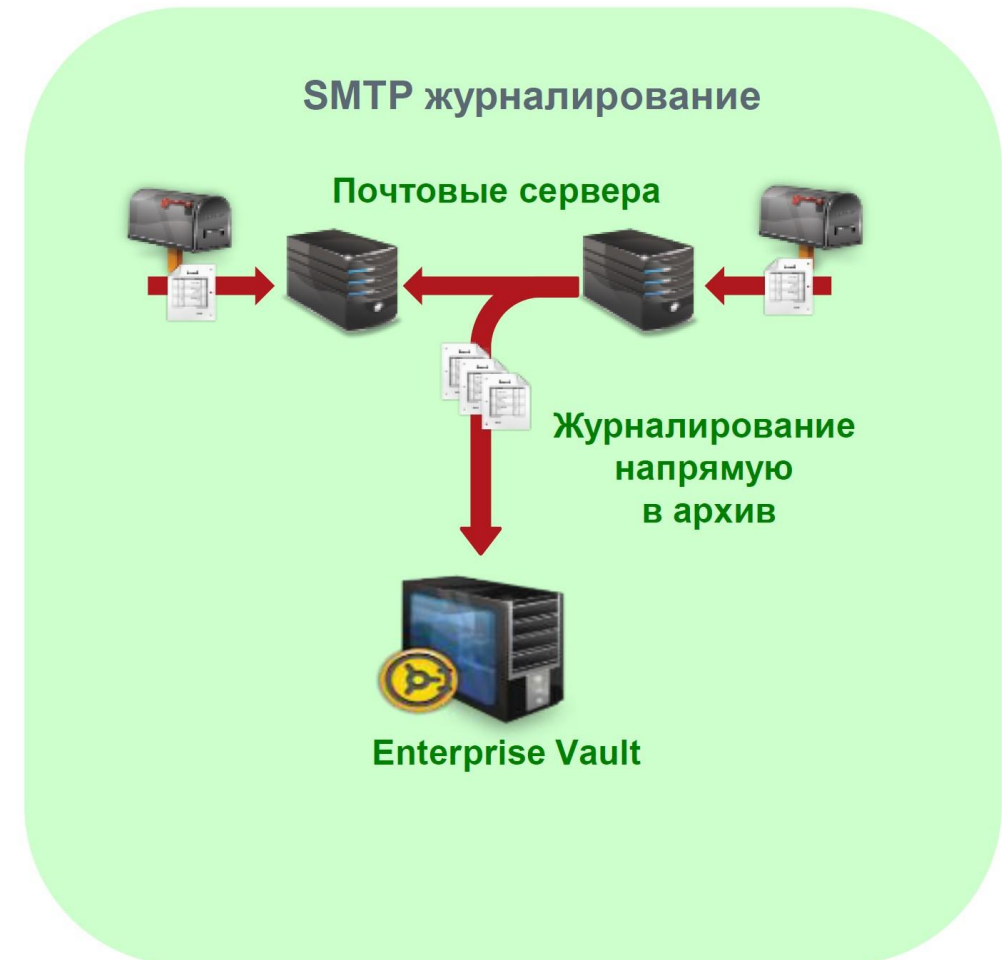 SMTP журналирование
Почтовые сервера
Журналирование
напрямую
в архив
Enterprise Vault